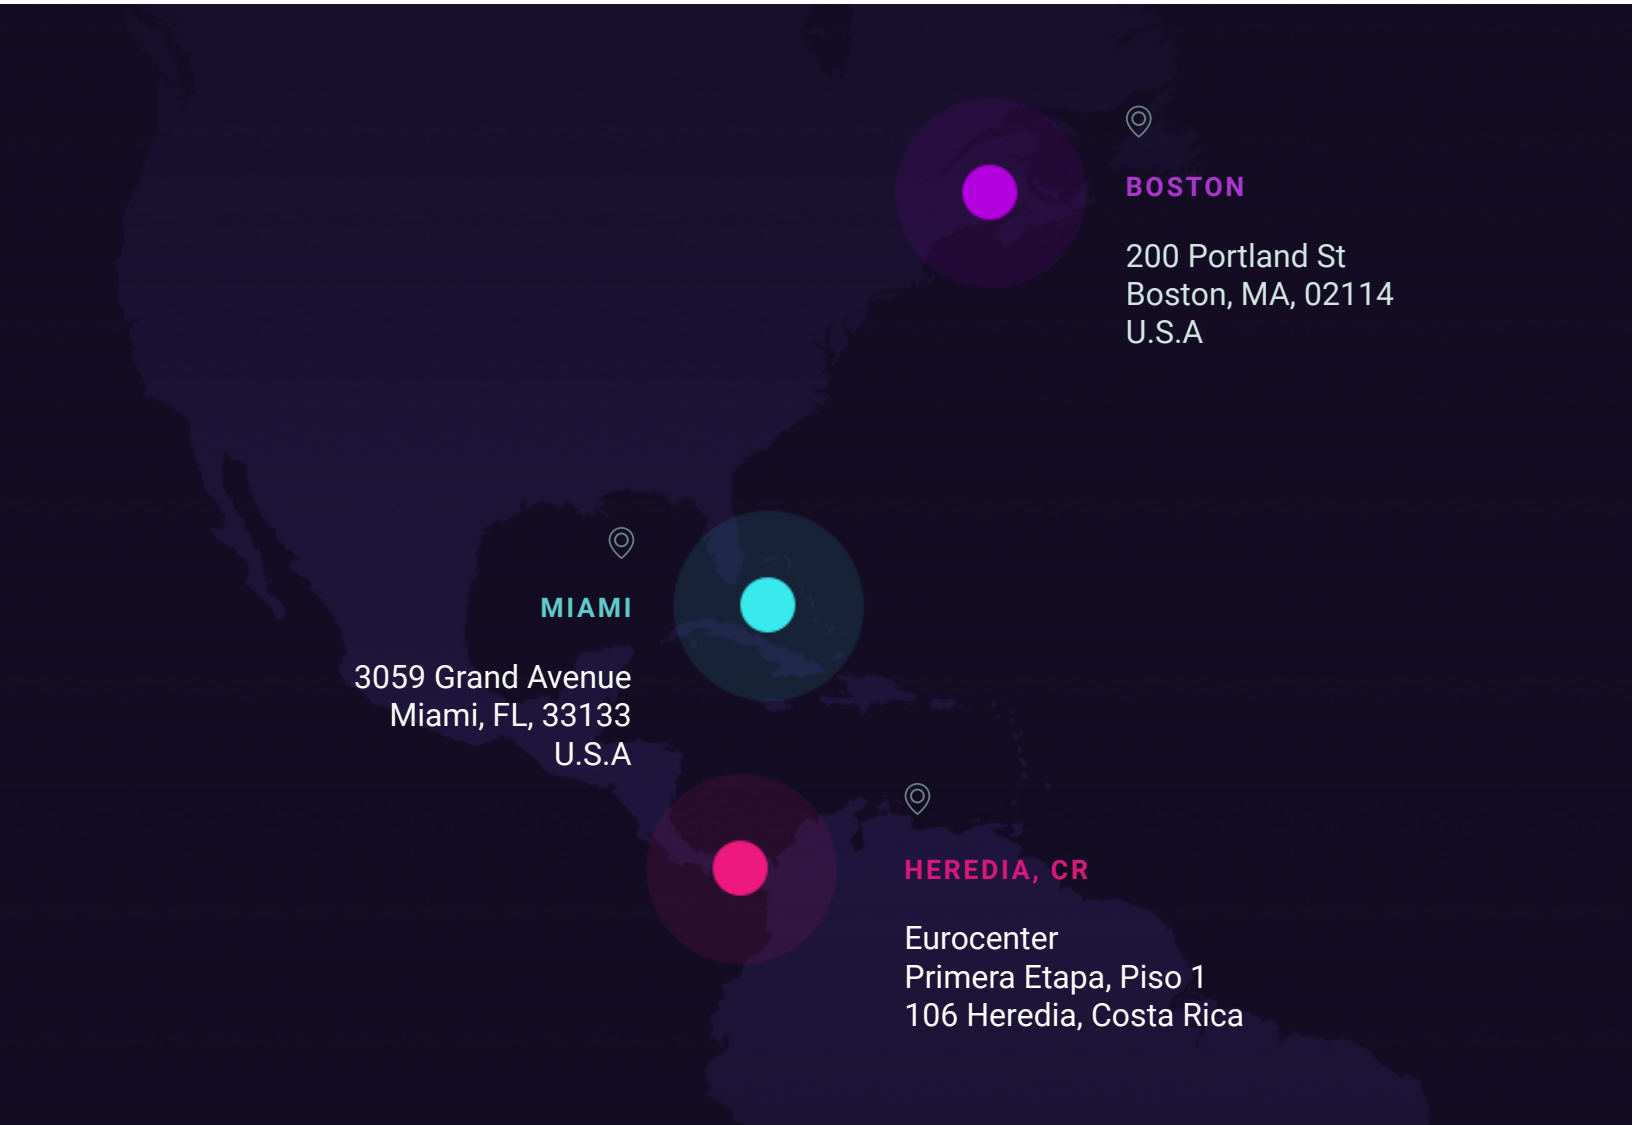 BOSTON
200 Portland St
Boston, MA, 02114
U.S.A
MIAMI
3059 Grand Avenue
Miami, FL, 33133
U.S.A
HEREDIA, CR
Eurocenter
Primera Etapa, Piso 1
106 Heredia, Costa Rica